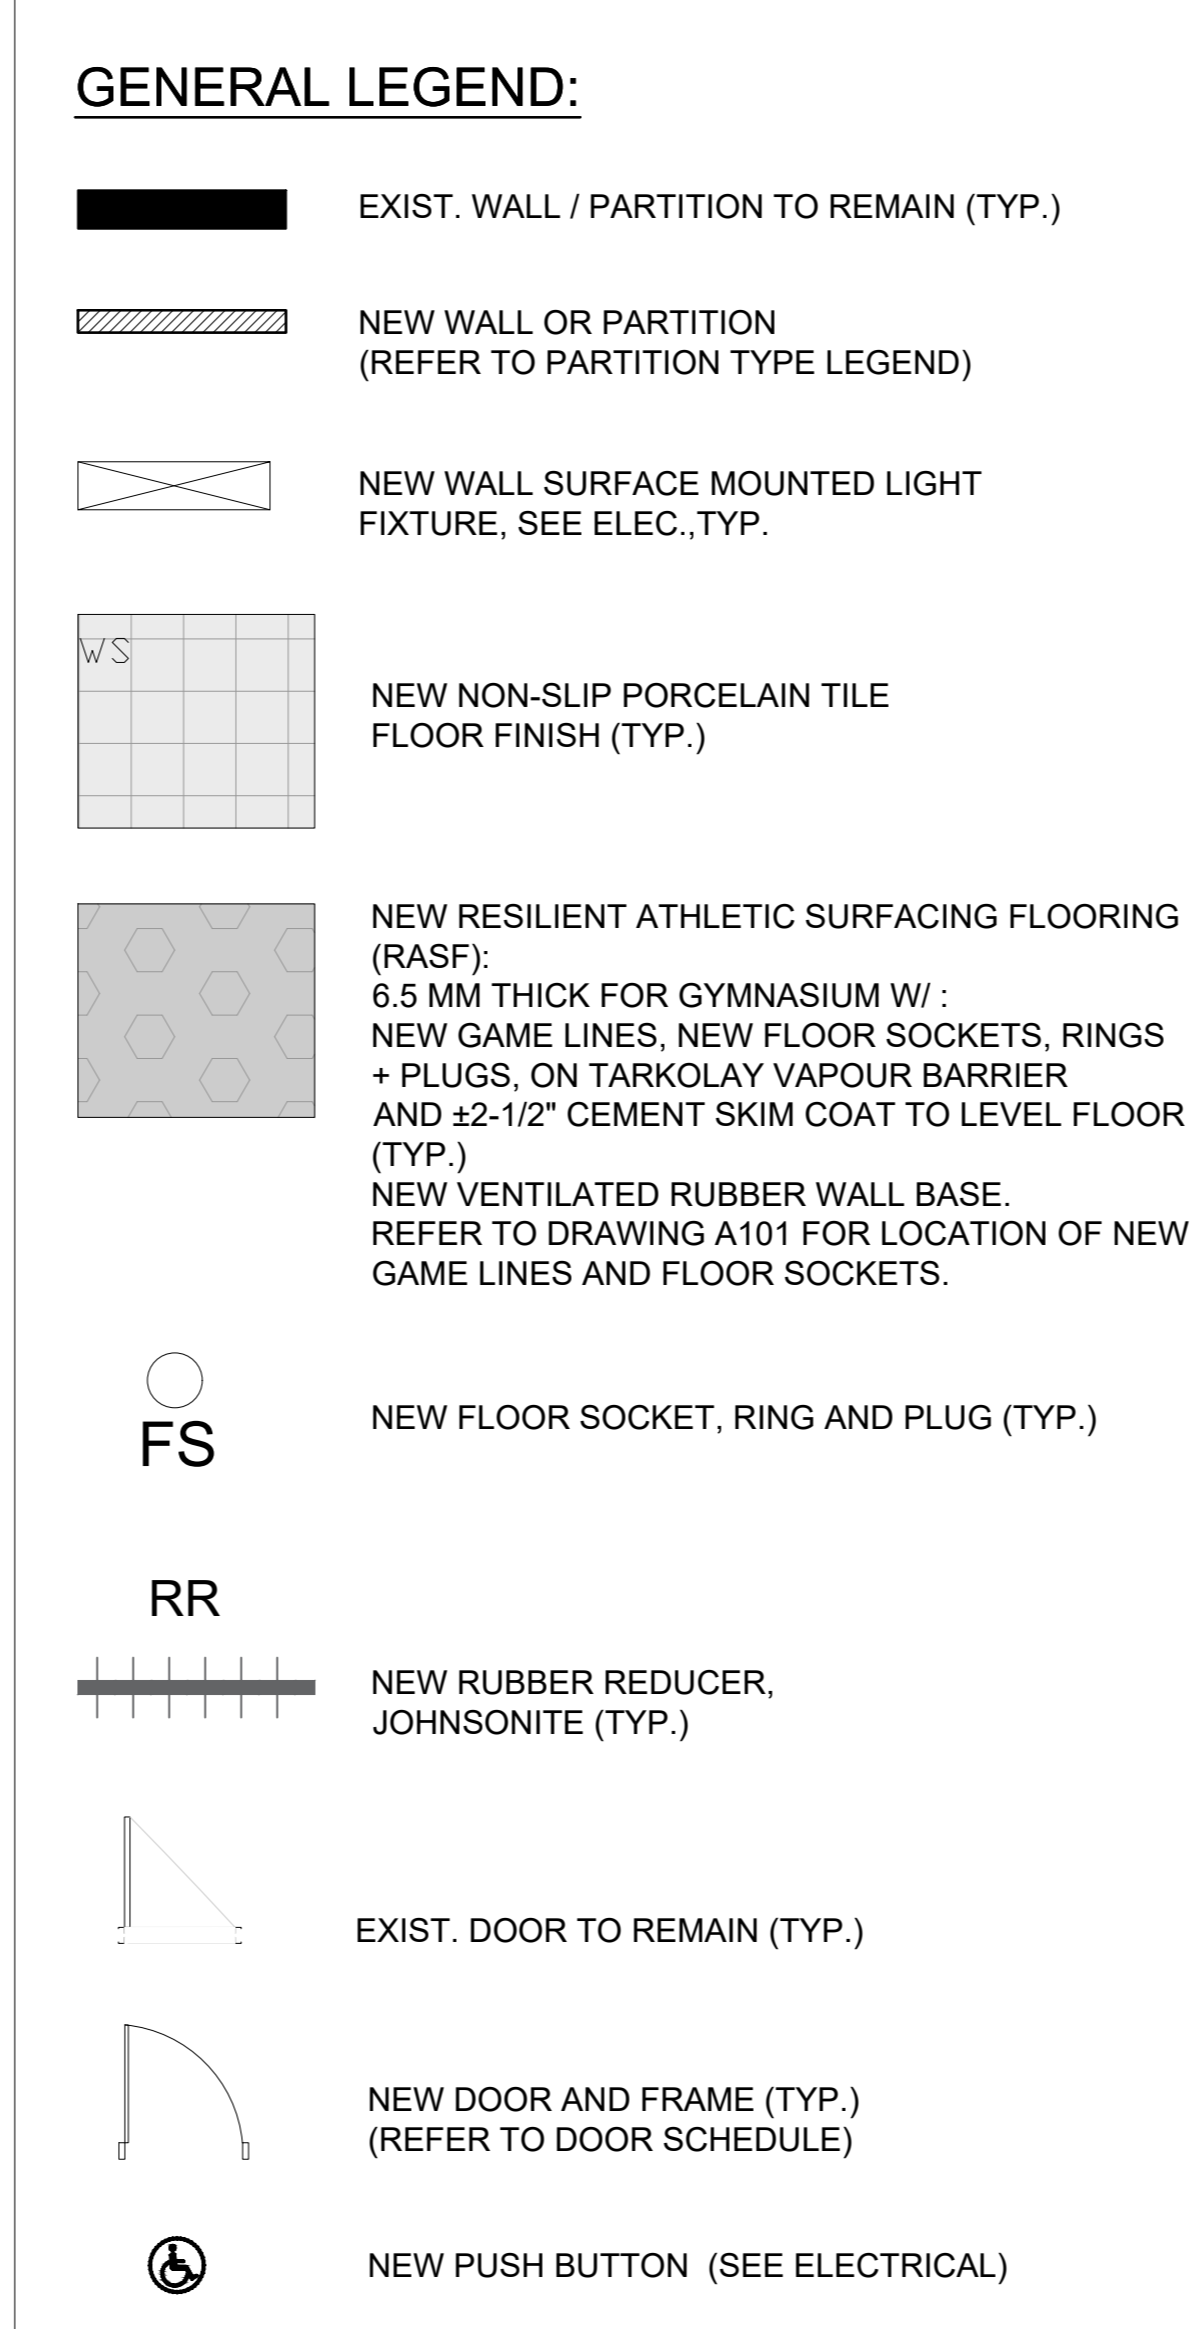 GENERAL LEGEND:
EXIST. WALL / PARTITION TO REMAIN (TYP.)
NEW WALL OR PARTITION
(REFER TO PARTITION TYPE LEGEND)
NEW WALL SURFACE MOUNTED LIGHT
FIXTURE, SEE ELEC.,TYP.
WS
NEW NON-SLIP PORCELAIN TILE
FLOOR FINISH (TYP.)
NEW RESILIENT ATHLETIC SURFACING FLOORING
(RASF):
6.5 MM THICK FOR GYMNASIUM W/ :
NEW GAME LINES, NEW FLOOR SOCKETS, RINGS
+ PLUGS, ON TARKOLAY VAPOUR BARRIER
AND ±2-1/2" CEMENT SKIM COAT TO LEVEL FLOOR
(TYP.)
NEW VENTILATED RUBBER WALL BASE.
REFER TO DRAWING A101 FOR LOCATION OF NEW
GAME LINES AND FLOOR SOCKETS.
FS
NEW FLOOR SOCKET, RING AND PLUG (TYP.)
RR
NEW RUBBER REDUCER,
JOHNSONITE (TYP.)
EXIST. DOOR TO REMAIN (TYP.)
NEW DOOR AND FRAME (TYP.)
(REFER TO DOOR SCHEDULE)
NEW PUSH BUTTON (SEE ELECTRICAL)